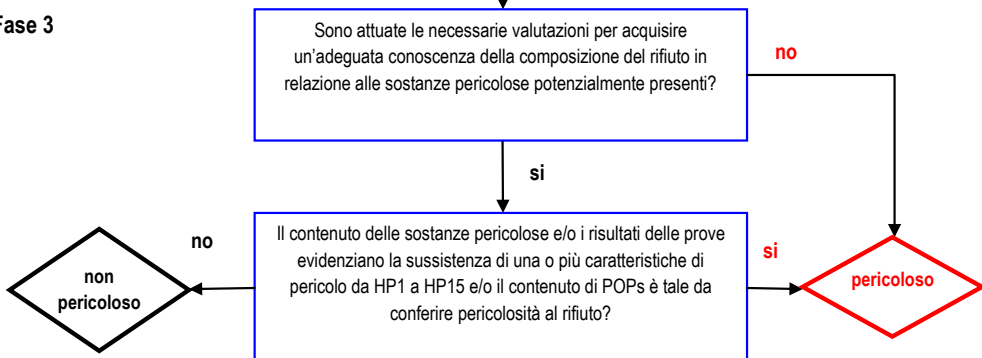 Fase 3
Sono attuate le necessarie valutazioni per acquisire
un’adeguata conoscenza della composizione del rifiuto in
relazione alle sostanze pericolose potenzialmente presenti?
no
si
Il contenuto delle sostanze pericolose e/o i risultati delle prove
evidenziano la sussistenza di una o più caratteristiche di
pericolo da HP1 a HP15 e/o il contenuto di POPs è tale da
conferire pericolosità al rifiuto?
no
non
pericoloso
si
pericoloso